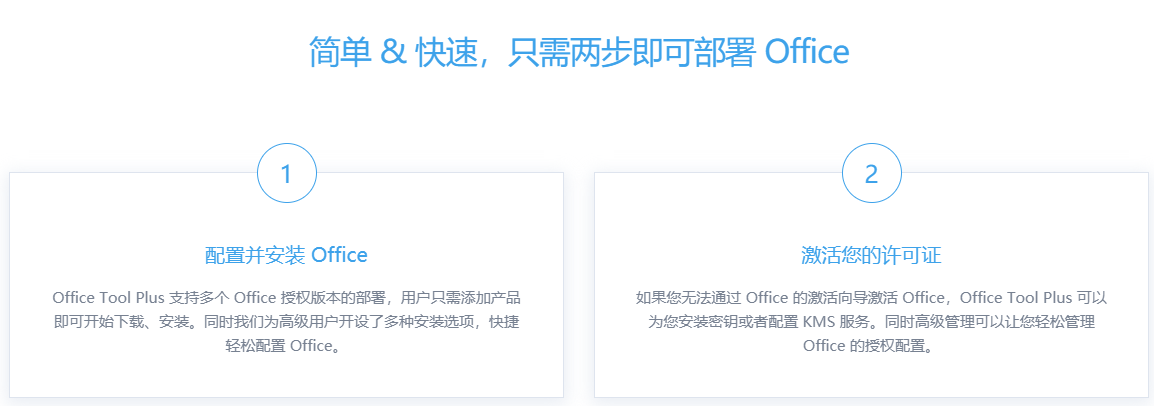 简单 & 快速，只需两步即可部署 Office
1
配置并安装 Office
Office Tool Plus 支持多个 Office 授权版本的部署，用户只需添加产品
即可开始下载、安装。同时我们为高级用户开设了多种安装选项，快捷
轻松配置 Office。
2
激活您的许可证
如果您无法通过 Office 的激活向导激活 Office，Office Tool Plus 可以
为您安装密钥或者配置 KMS 服务。同时高级管理可以让您轻松管理
Office 的授权配置。